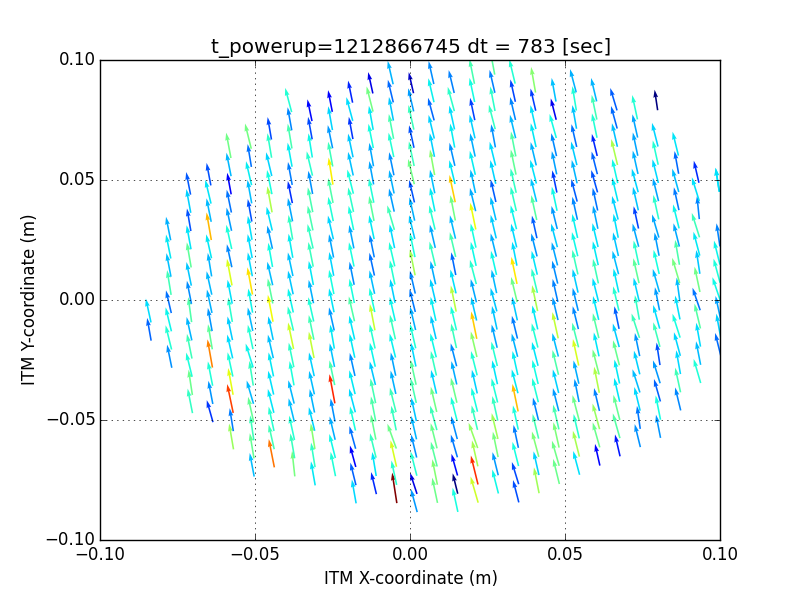 t_powerup=1212866745 dt = 783 [sec]
0.10
0.05
0.00
−0.05
−0.10
ITM Y-coordinate (m)
−0.10 −0.05 0.00 0.05 0.10
ITM X-coordinate (m)